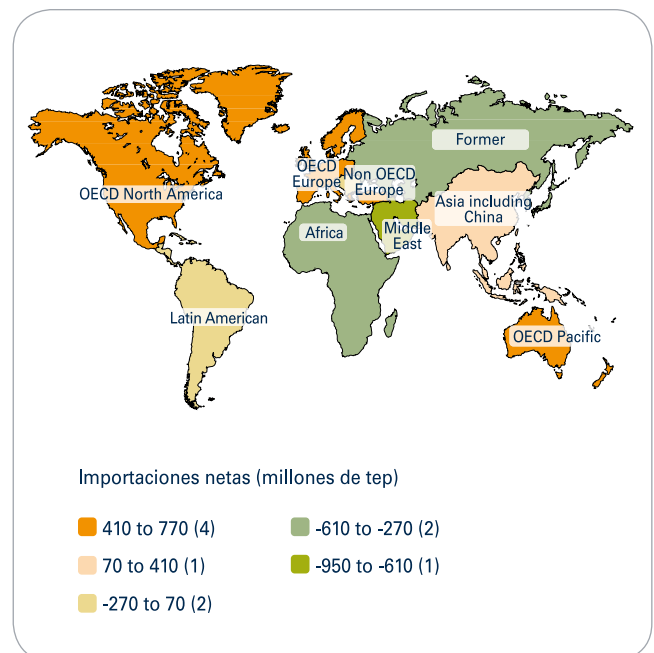 Former
OECD
Europe
Non OECD
Europe
OECD North America
Asia including
China
Africa
Middle
East
Latin American
OECD Pacific
Importaciones netas (millones de tep)
410 to 770 (4)
-610 to -270 (2)
70 to 410 (1)
-950 to -610 (1)
-270 to 70 (2)